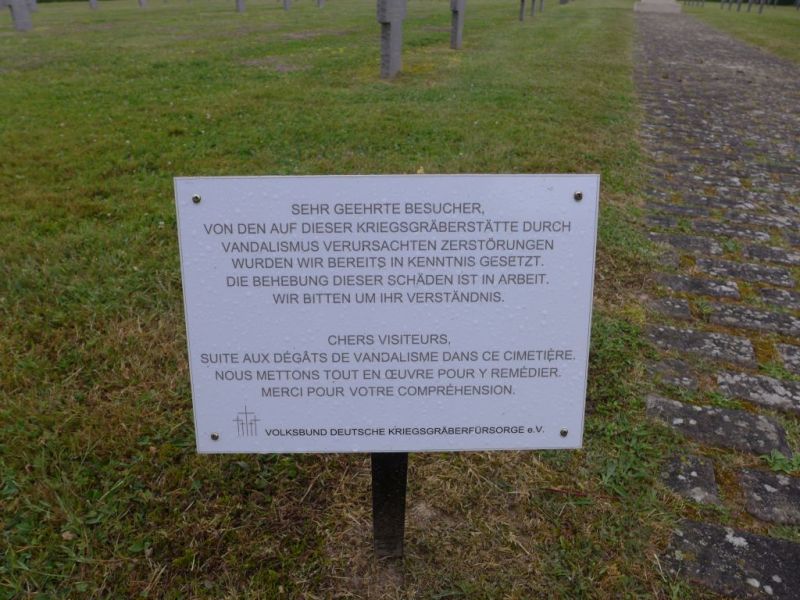 SEHR GEEHRTE BESUCHER,
VON DEN AUF DIESER KRIEGSGRÄBERSTÄTTE DURCH
VANDALISMUS VERURSACHTEN ZERSTÖRUNGEN
WURDEN WIR BEREITS IN KENNTNIS GESETZT.
DIE BEHEBUNG DIESER SCHÄDEN IST IN ARBEIT.
WIR BITTEN UM IHR VERSTÄNDNIS.
CHERS VISITEURS,
SUITE AUX DÉGÂTS DE VANDALISME DANS CE CIMETIÈRE.
NOUS METTONS TOUT EN ŒUVRE POUR Y REMÉDIER.
MERCI POUR VOTRE COMPRÉHENSION.
VOLKSBUND DEUTSCHE KRIEGSGRÄBERFÜRSORGE e.V.